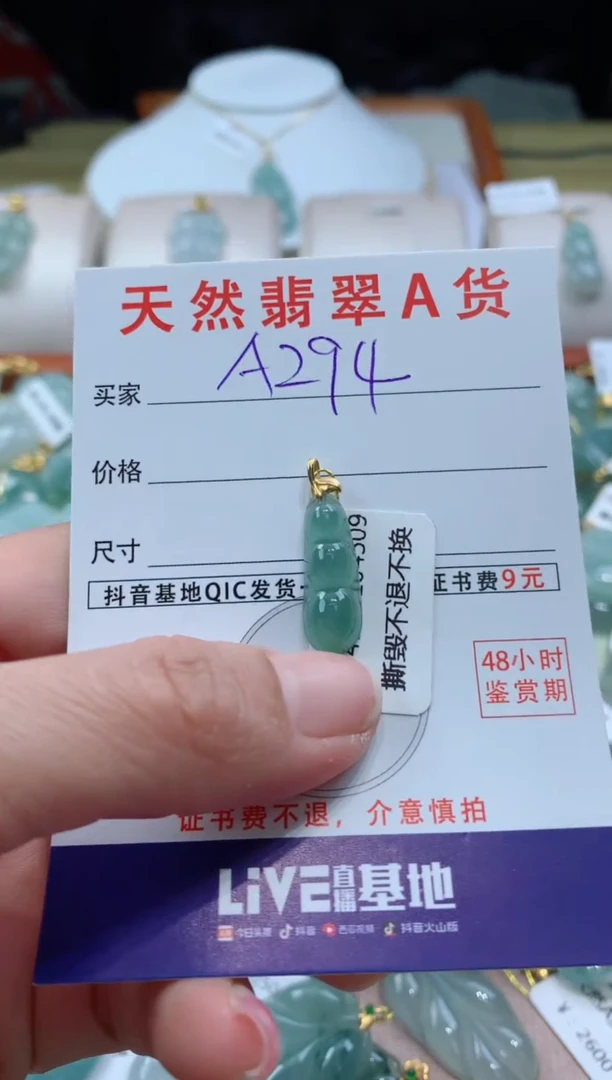 天然翡翠A货
买家 A294
价格
尺寸
抖音基地QIC发货
证书费9元
撕毁不退不换
48小时
鉴赏期
证书费不退，介意慎拍
LIVE直播基地
今日头条 抖音 西瓜视频 抖音火山版
2600